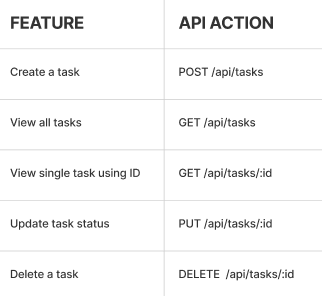 FEATURE API ACTION
Create a task POST /api/tasks
View all tasks GET /api/tasks
View single task using ID GET /api/tasks/:id
Update task status PUT /api/tasks/:id
Delete a task DELETE  /api/tasks/:id